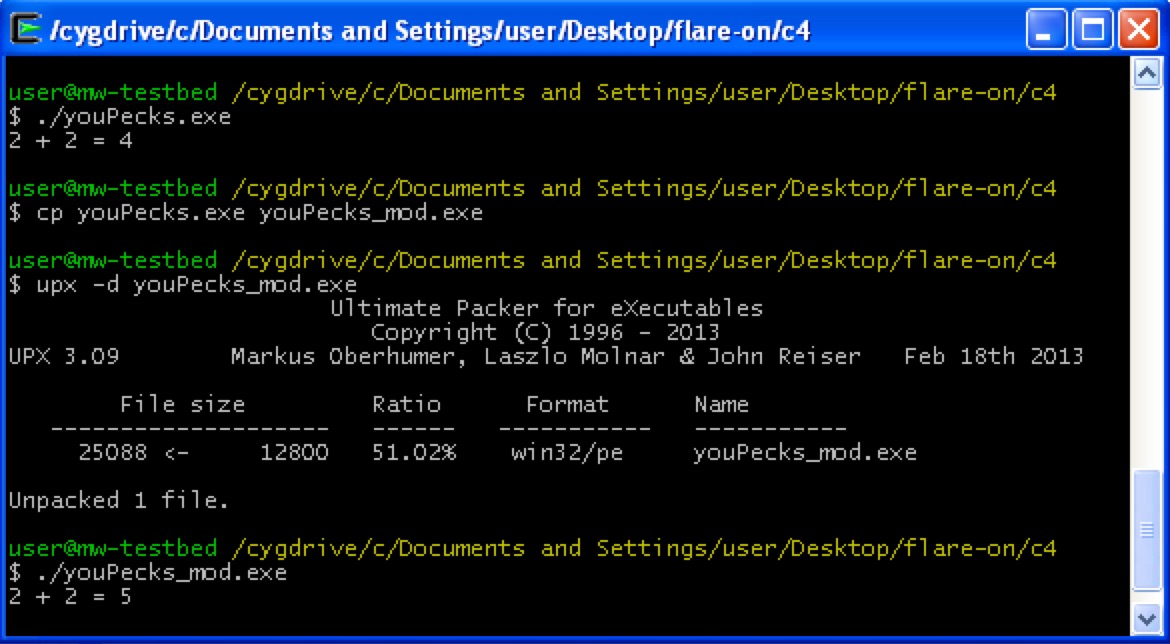 /cygdrive/c/Documents and Settings/user/Desktop/flare-on/c4
user@mw-testbed /cygdrive/c/Documents and Settings/user/Desktop/flare-on/c4
$ ./youPecks.exe
2 + 2 = 4
user@mw-testbed /cygdrive/c/Documents and Settings/user/Desktop/flare-on/c4
$ cp youPecks.exe youPecks_mod.exe
user@mw-testbed /cygdrive/c/Documents and Settings/user/Desktop/flare-on/c4
$ upx -d youPecks_mod.exe
Ultimate Packer for eXecutables
Copyright (C) 1996 - 2013
UPX 3.09 Markus Oberhumer, Laszlo Molnar & John Reiser Feb 18th 2013
File size Ratio Format Name
-------------------- ------ ----------- -----------
25088 <- 12800 51.02% win32/pe youPecks_mod.exe
Unpacked 1 file.
user@mw-testbed /cygdrive/c/Documents and Settings/user/Desktop/flare-on/c4
$ ./youPecks_mod.exe
2 + 2 = 5